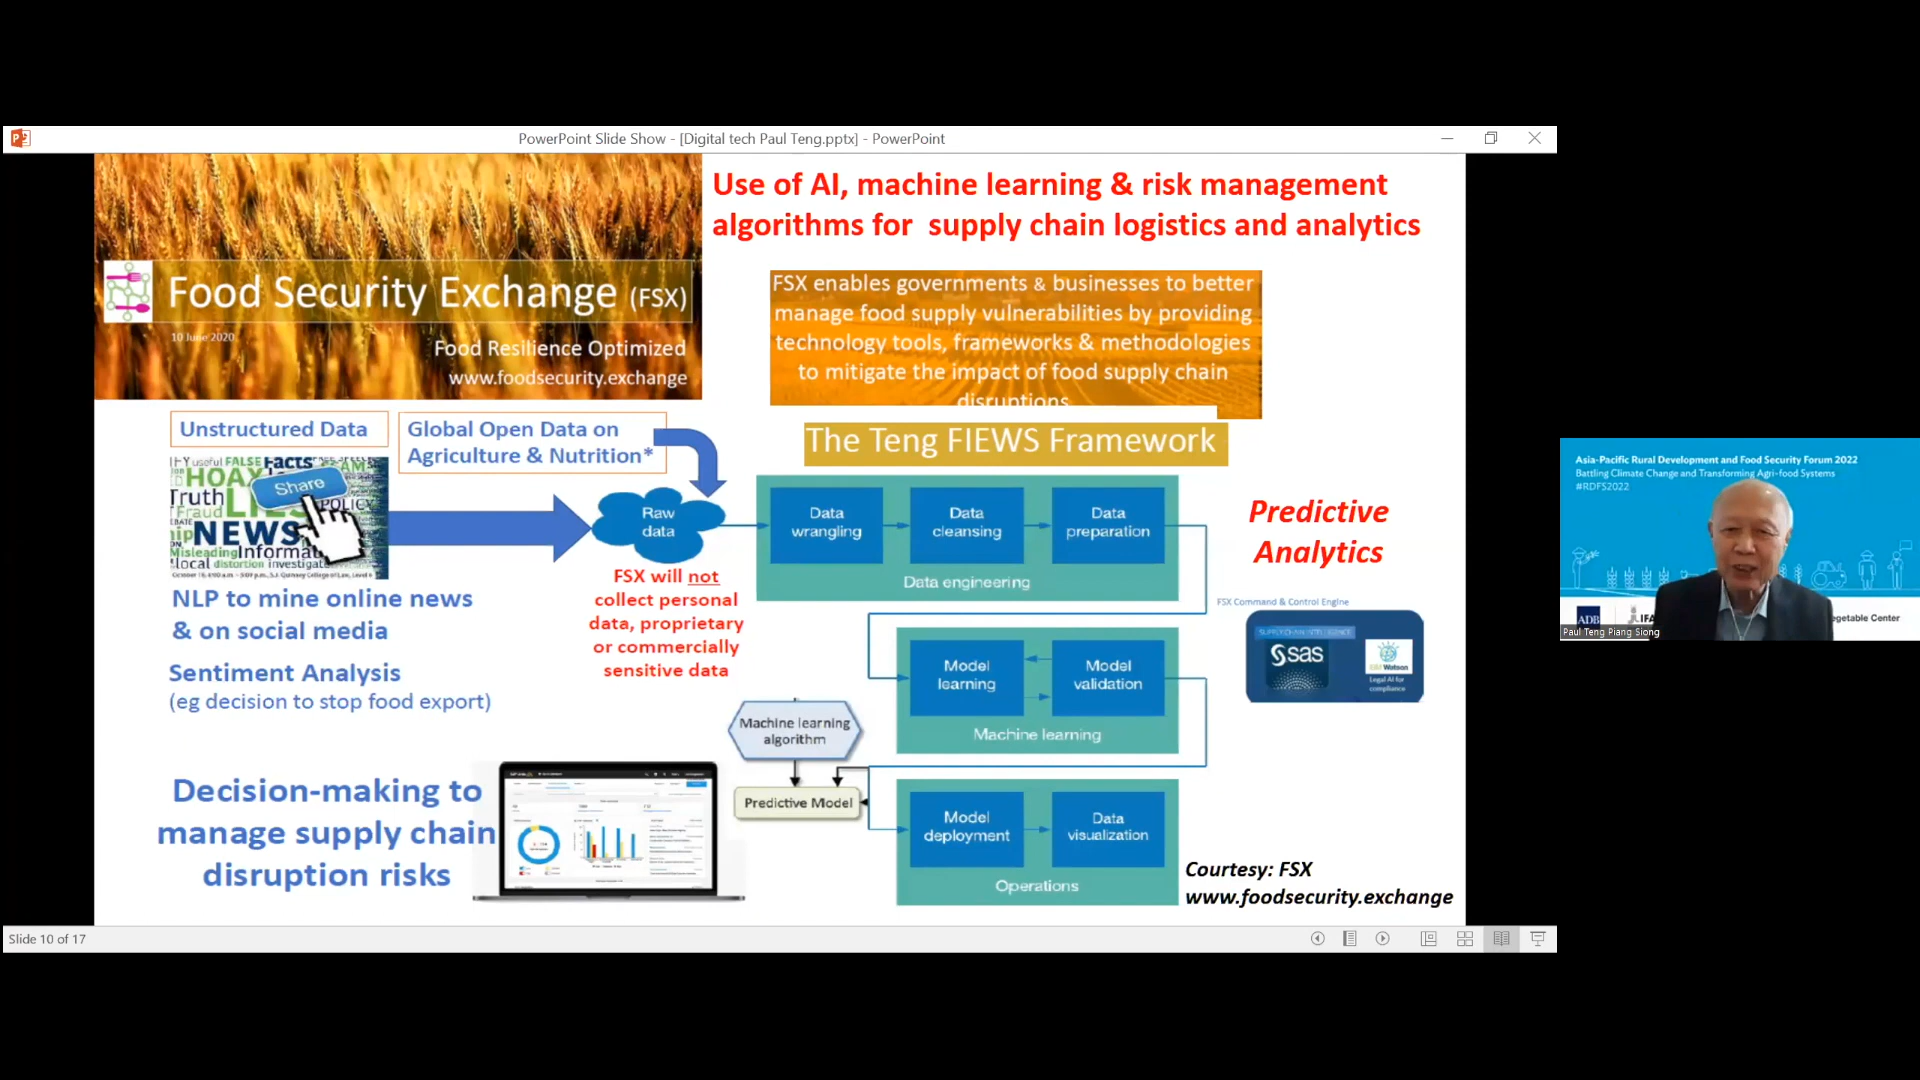 PowerPoint Slide Show - [Digital tech Paul Teng.pptx] - PowerPoint
Use of AI, machine learning & risk management
algorithms for supply chain logistics and analytics
Food Security Exchange (FSX)
10 June 2020
Food Resilience Optimized
www.foodsecurity.exchange
FSX enables governments & businesses to better
manage food supply vulnerabilities by providing
technology tools, frameworks & methodologies
to mitigate the impact of food supply chain
disruptions
Unstructured Data
Global Open Data on
Agriculture & Nutrition*
The Teng FIEWS Framework
useful FALSE Facts
HOAX
Share
Truth
LIES
POLICY
NEWS
Misleading
local distortion
Raw
data
Data
wrangling
Data
cleansing
Data
preparation
Data engineering
Predictive
Analytics
FSX will not
collect personal
data, proprietary
or commercially
sensitive data
NLP to mine online news
& on social media
Sentiment Analysis
(eg decision to stop food export)
FSX Command & Control Engine
SUPPLY CHAIN INTELLIGENCE
sas
Watson
Legal AI for
compliance
Model
learning
Model
validation
Machine learning
Machine learning
algorithm
Predictive Model
Decision-making to
manage supply chain
disruption risks
Model
deployment
Data
visualization
Operations
Courtesy: FSX
www.foodsecurity.exchange
Slide 10 of 17
Asia-Pacific Rural Development and Food Security Forum 2022
Battling Climate Change and Transforming Agri-food Systems
#RDFS2022
ADB
Paul Teng Piang Siong